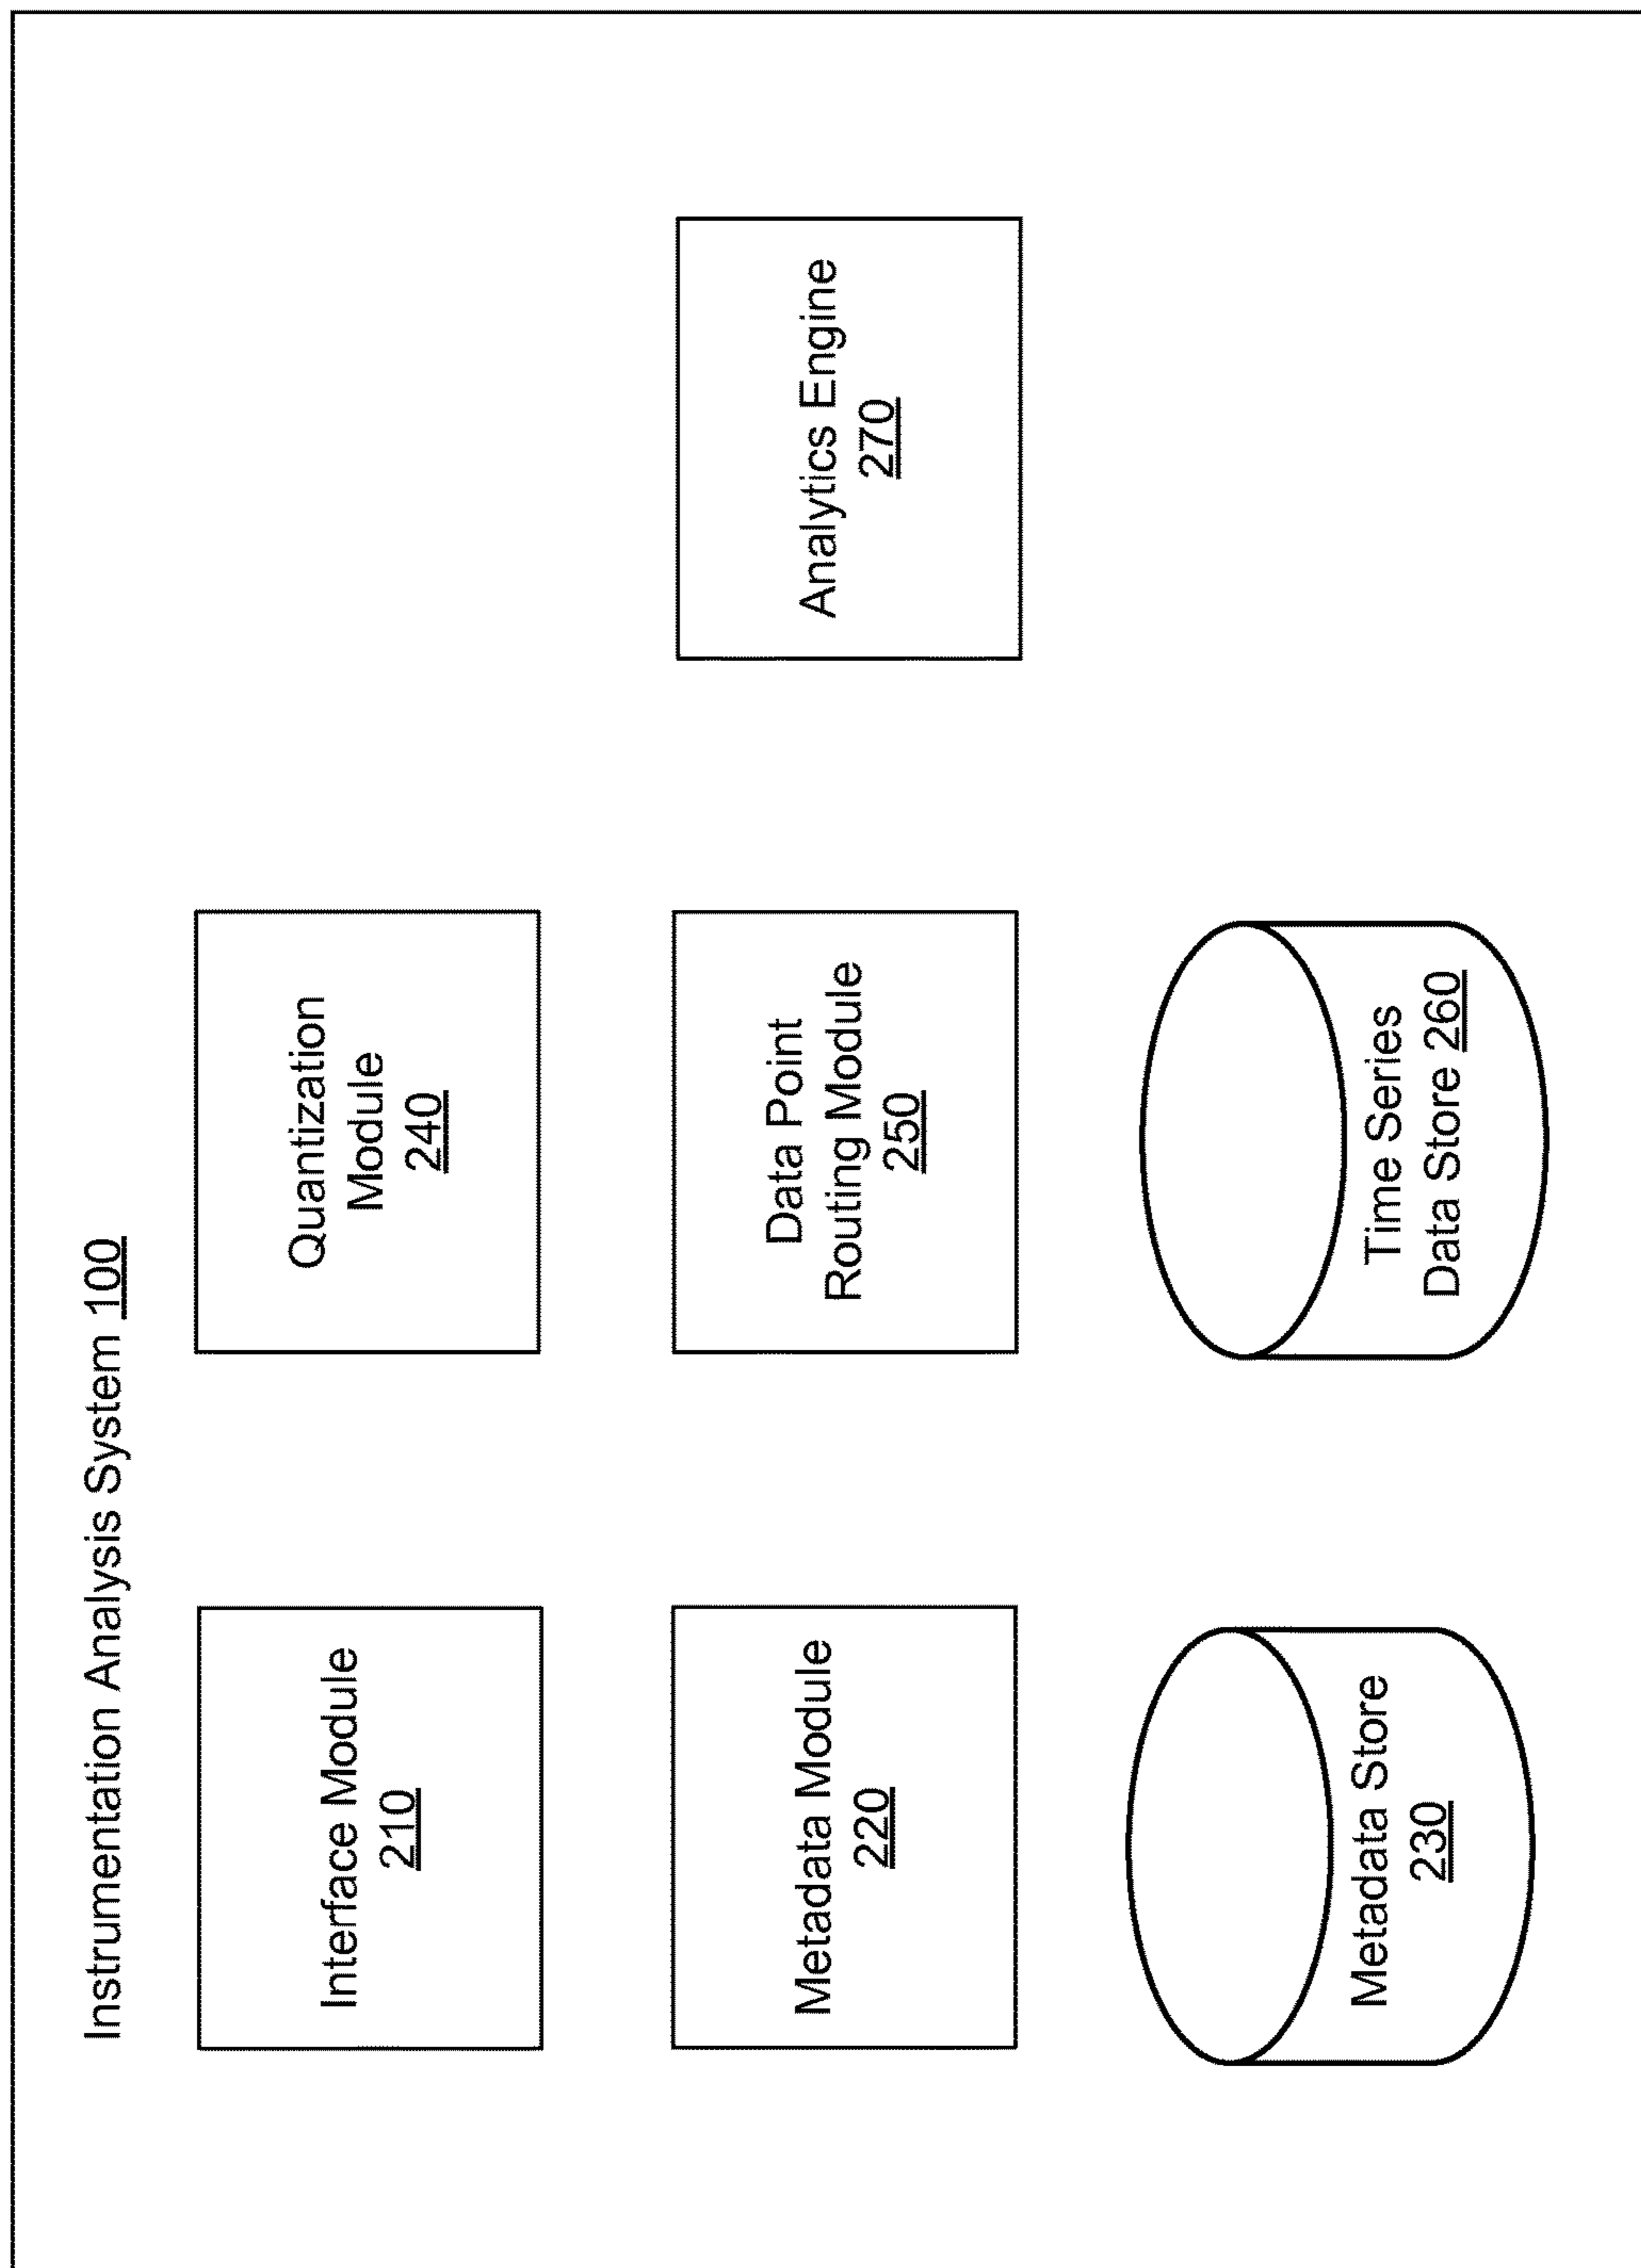 Instrumentation Analysis System 100
Interface Module
210
Quantization
Module
240
Metadata Module
220
Data Point
Routing Module
250
Analytics Engine
270
Metadata Store
230
Time Series
Data Store 260